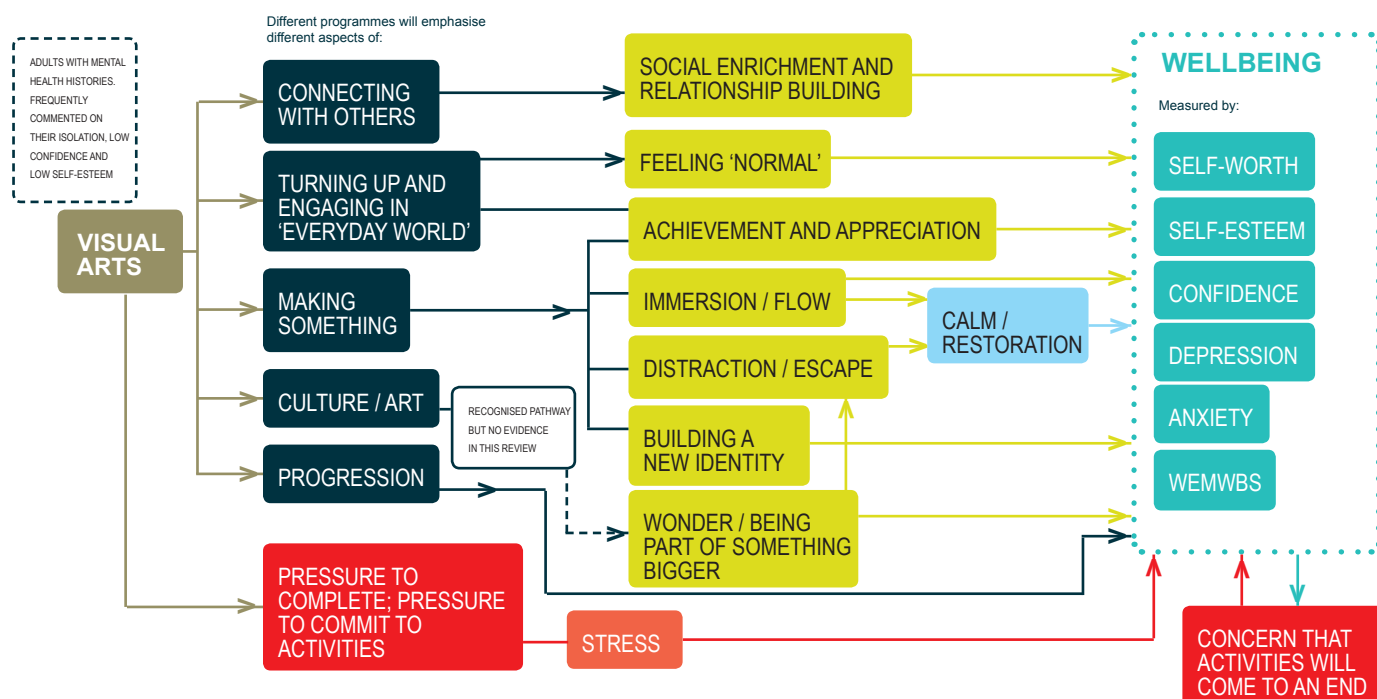 Different programmes will emphasise
different aspects of:
ADULTS WITH MENTAL
HEALTH HISTORIES.
FREQUENTLY
COMMENTED ON
THEIR ISOLATION, LOW
CONFIDENCE AND
LOW SELF-ESTEEM
VISUAL
ARTS
CONNECTING
WITH OTHERS
TURNING UP AND
ENGAGING IN
‘EVERYDAY WORLD’
MAKING
SOMETHING
CULTURE / ART
PROGRESSION
RECOGNISED PATHWAY
BUT NO EVIDENCE
IN THIS REVIEW
PRESSURE TO
COMPLETE; PRESSURE
TO COMMIT TO
ACTIVITIES
STRESS
SOCIAL ENRICHMENT AND
RELATIONSHIP BUILDING
FEELING ‘NORMAL’
ACHIEVEMENT AND APPRECIATION
IMMERSION / FLOW
DISTRACTION / ESCAPE
BUILDING A
NEW IDENTITY
WONDER / BEING
PART OF SOMETHING
BIGGER
CALM /
RESTORATION
WELLBEING
Measured by:
SELF-WORTH
SELF-ESTEEM
CONFIDENCE
DEPRESSION
ANXIETY
WEMWBS
CONCERN THAT
ACTIVITIES WILL
COME TO AN END